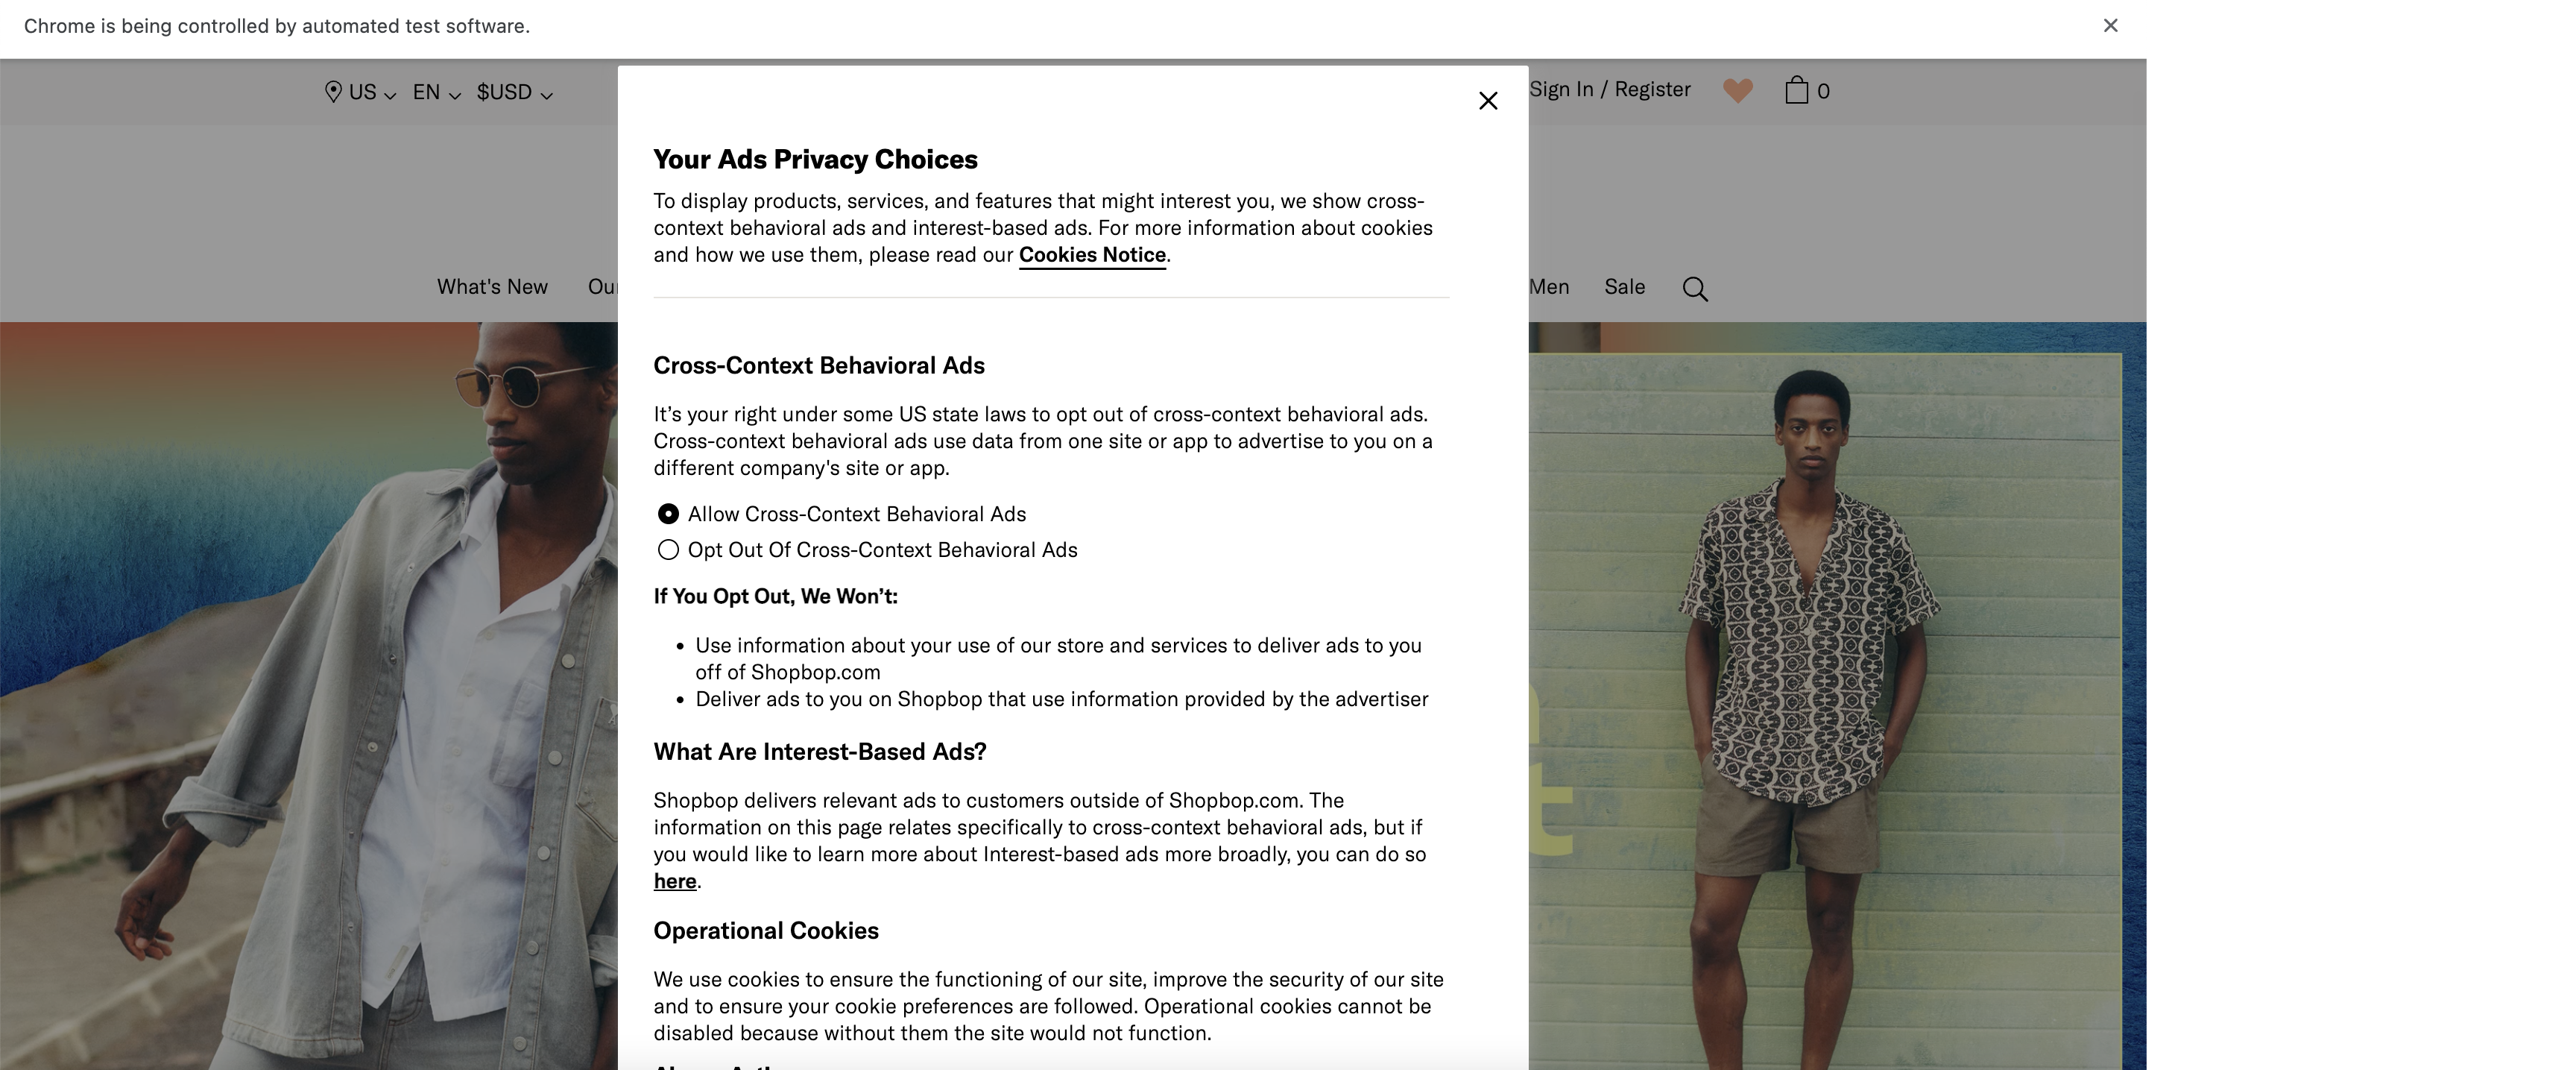 Chrome is being controlled by automated test software.
US EN $USD
Sign In / Register
0
What's New
Men Sale
Your Ads Privacy Choices
To display products, services, and features that might interest you, we show cross-
context behavioral ads and interest-based ads. For more information about cookies
and how we use them, please read our Cookies Notice.
Cross-Context Behavioral Ads
It’s your right under some US state laws to opt out of cross-context behavioral ads.
Cross-context behavioral ads use data from one site or app to advertise to you on a
different company's site or app.
Allow Cross-Context Behavioral Ads
Opt Out Of Cross-Context Behavioral Ads
If You Opt Out, We Won’t:
• Use information about your use of our store and services to deliver ads to you
off of Shopbop.com
• Deliver ads to you on Shopbop that use information provided by the advertiser
What Are Interest-Based Ads?
Shopbop delivers relevant ads to customers outside of Shopbop.com. The
information on this page relates specifically to cross-context behavioral ads, but if
you would like to learn more about Interest-based ads more broadly, you can do so
here.
Operational Cookies
We use cookies to ensure the functioning of our site, improve the security of our site
and to ensure your cookie preferences are followed. Operational cookies cannot be
disabled because without them the site would not function.